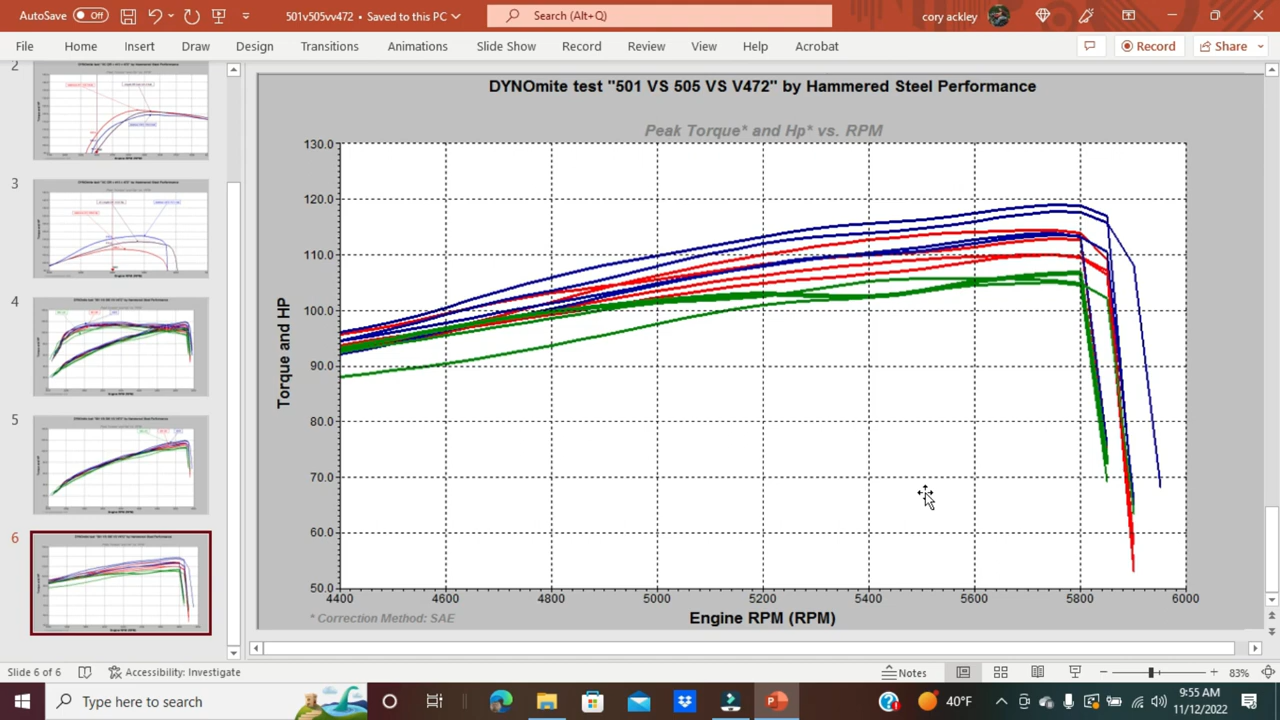 AutoSave Off 501v505vv472 • Saved to this PC Search (Alt+Q) cory ackley
File Home Insert Draw Design Transitions Animations Slide Show Record Review View Help Acrobat Record Share
2
3
4
5
6
DYNOmite test "501 VS 505 VS V472" by Hammered Steel Performance
Peak Torque* and Hp* vs. RPM
130.0
120.0
110.0
100.0
90.0
80.0
70.0
60.0
50.0
Torque and HP
4400 4600 4800 5000 5200 5400 5600 5800 6000
* Correction Method: SAE
Engine RPM (RPM)
Slide 6 of 6 Accessibility: Investigate Notes 83%
Type here to search 40°F 9:55 AM
11/12/2022